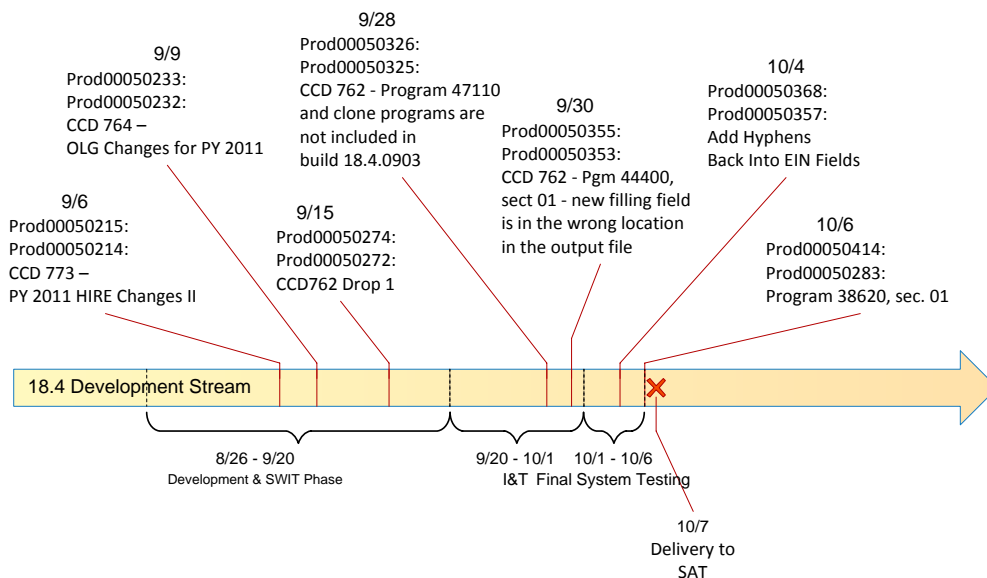 9/28
Prod00050326:
Prod00050325:
CCD 762 - Program 47110
and clone programs are
not included in
build 18.4.0903
9/9
Prod00050233:
Prod00050232:
CCD 764 –
OLG Changes for PY 2011
10/4
Prod00050368:
Prod00050357:
Add Hyphens
Back Into EIN Fields
9/30
Prod00050355:
Prod00050353:
CCD 762 - Pgm 44400,
sect 01 - new filling field
is in the wrong location
in the output file
9/6
Prod00050215:
Prod00050214:
CCD 773 –
PY 2011 HIRE Changes II
9/15
Prod00050274:
Prod00050272:
CCD762 Drop 1
10/6
Prod00050414:
Prod00050283:
Program 38620, sec. 01
18.4 Development Stream
8/26 - 9/20
Development & SWIT Phase
9/20 - 10/1
I&T
10/1 - 10/6
Final System Testing
10/7
Delivery to
SAT